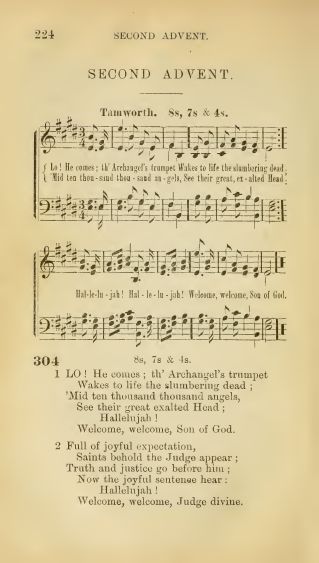 224 SECOND ADVENT.
SECOND ADVENT.
Tamworth. 8s, 7s & 4s.
Lo! He comes; th' Archangel's trumpet Wakes to life the slumbering dead;
'Mid ten thou-sand thou-sand an-gels, See their great, ex-alted Head;
Hal-le-lu-jah! Hal-le-lu-jah! Welcome, welcome, Son of God.
304 8s, 7s & 4s.
1 LO! He comes; th' Archangel's trumpet
Wakes to life the slumbering dead;
'Mid ten thousand thousand angels,
See their great exalted Head;
Hallelujah!
Welcome, welcome, Son of God.
2 Full of joyful expectation,
Saints behold the Judge appear;
Truth and justice go before him;
Now the joyful sentense hear:
Hallelujah!
Welcome, welcome, Judge divine.